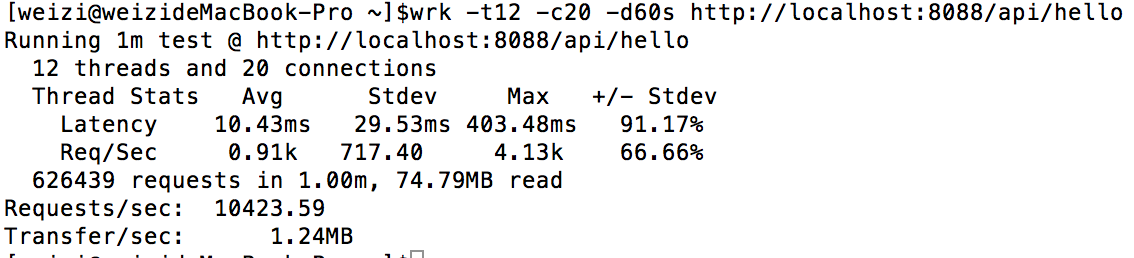 [weizi@weizideMacBook-Pro ~]$wrk -t12 -c20 -d60s http://localhost:8088/api/hello
Running 1m test @ http://localhost:8088/api/hello
  12 threads and 20 connections
  Thread Stats   Avg      Stdev     Max   +/- Stdev
    Latency    10.43ms   29.53ms 403.48ms   91.17%
    Req/Sec     0.91k   717.40     4.13k    66.66%
  626439 requests in 1.00m, 74.79MB read
Requests/sec:  10423.59
Transfer/sec:      1.24MB